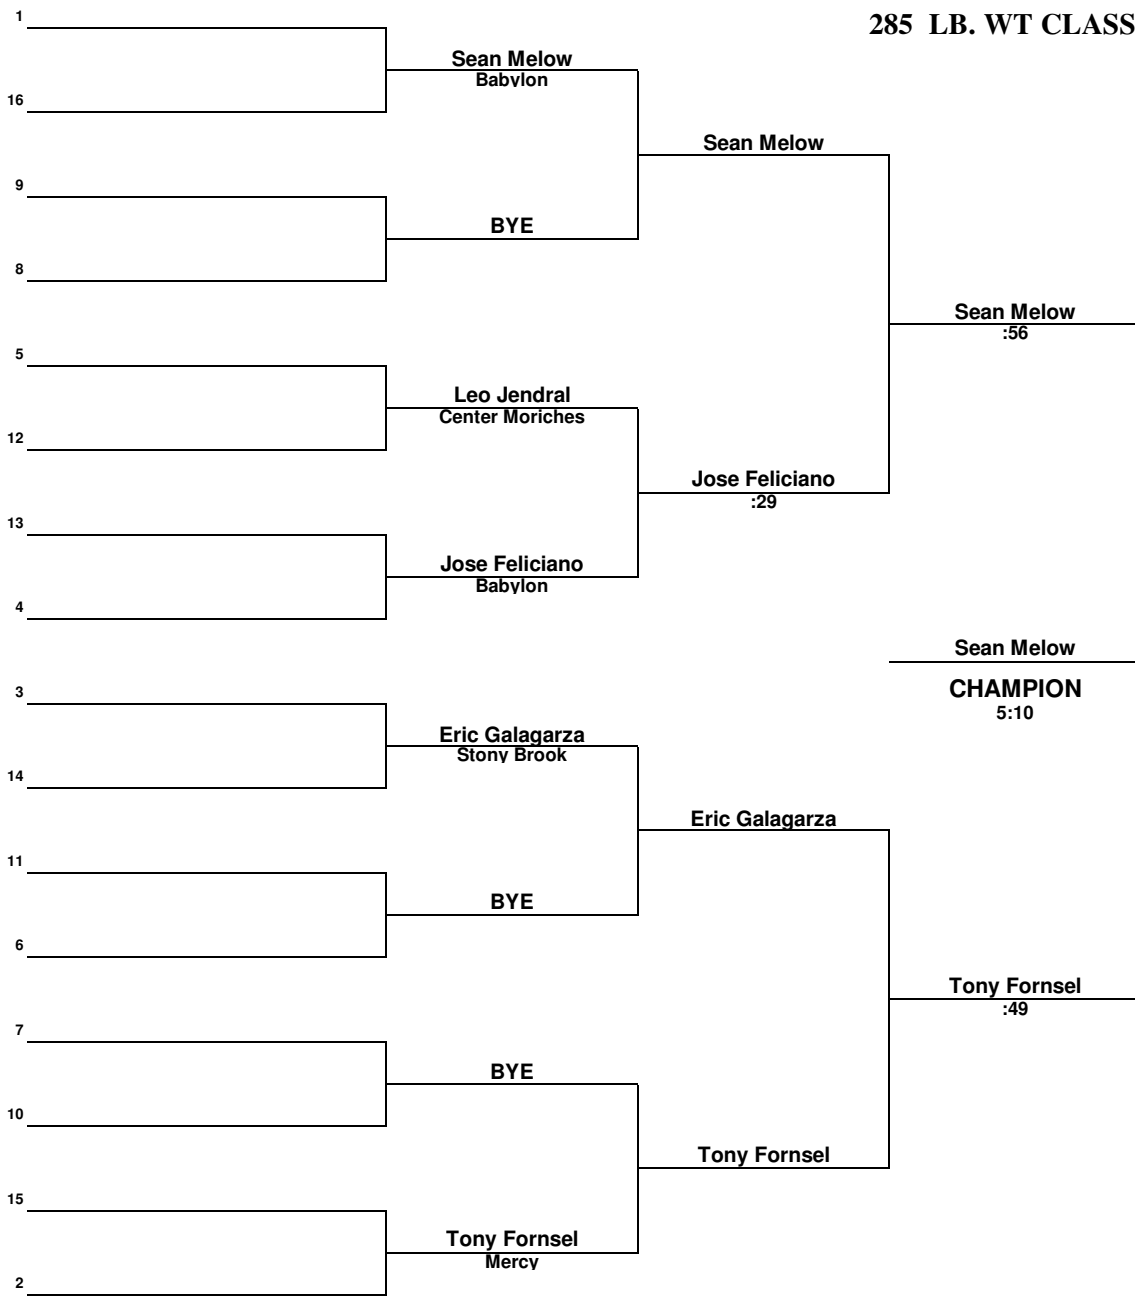 1
285 LB. WT CLASS
Sean Melow
Babylon
16
Sean Melow
9
BYE
8
Sean Melow
:56
5
Leo Jendral
Center Moriches
12
Jose Feliciano
:29
13
Jose Feliciano
Babylon
4
Sean Melow
CHAMPION
5:10
3
Eric Galagarza
Stony Brook
14
Eric Galagarza
11
BYE
6
Tony Fornsel
:49
7
BYE
10
Tony Fornsel
15
Tony Fornsel
Mercy
2